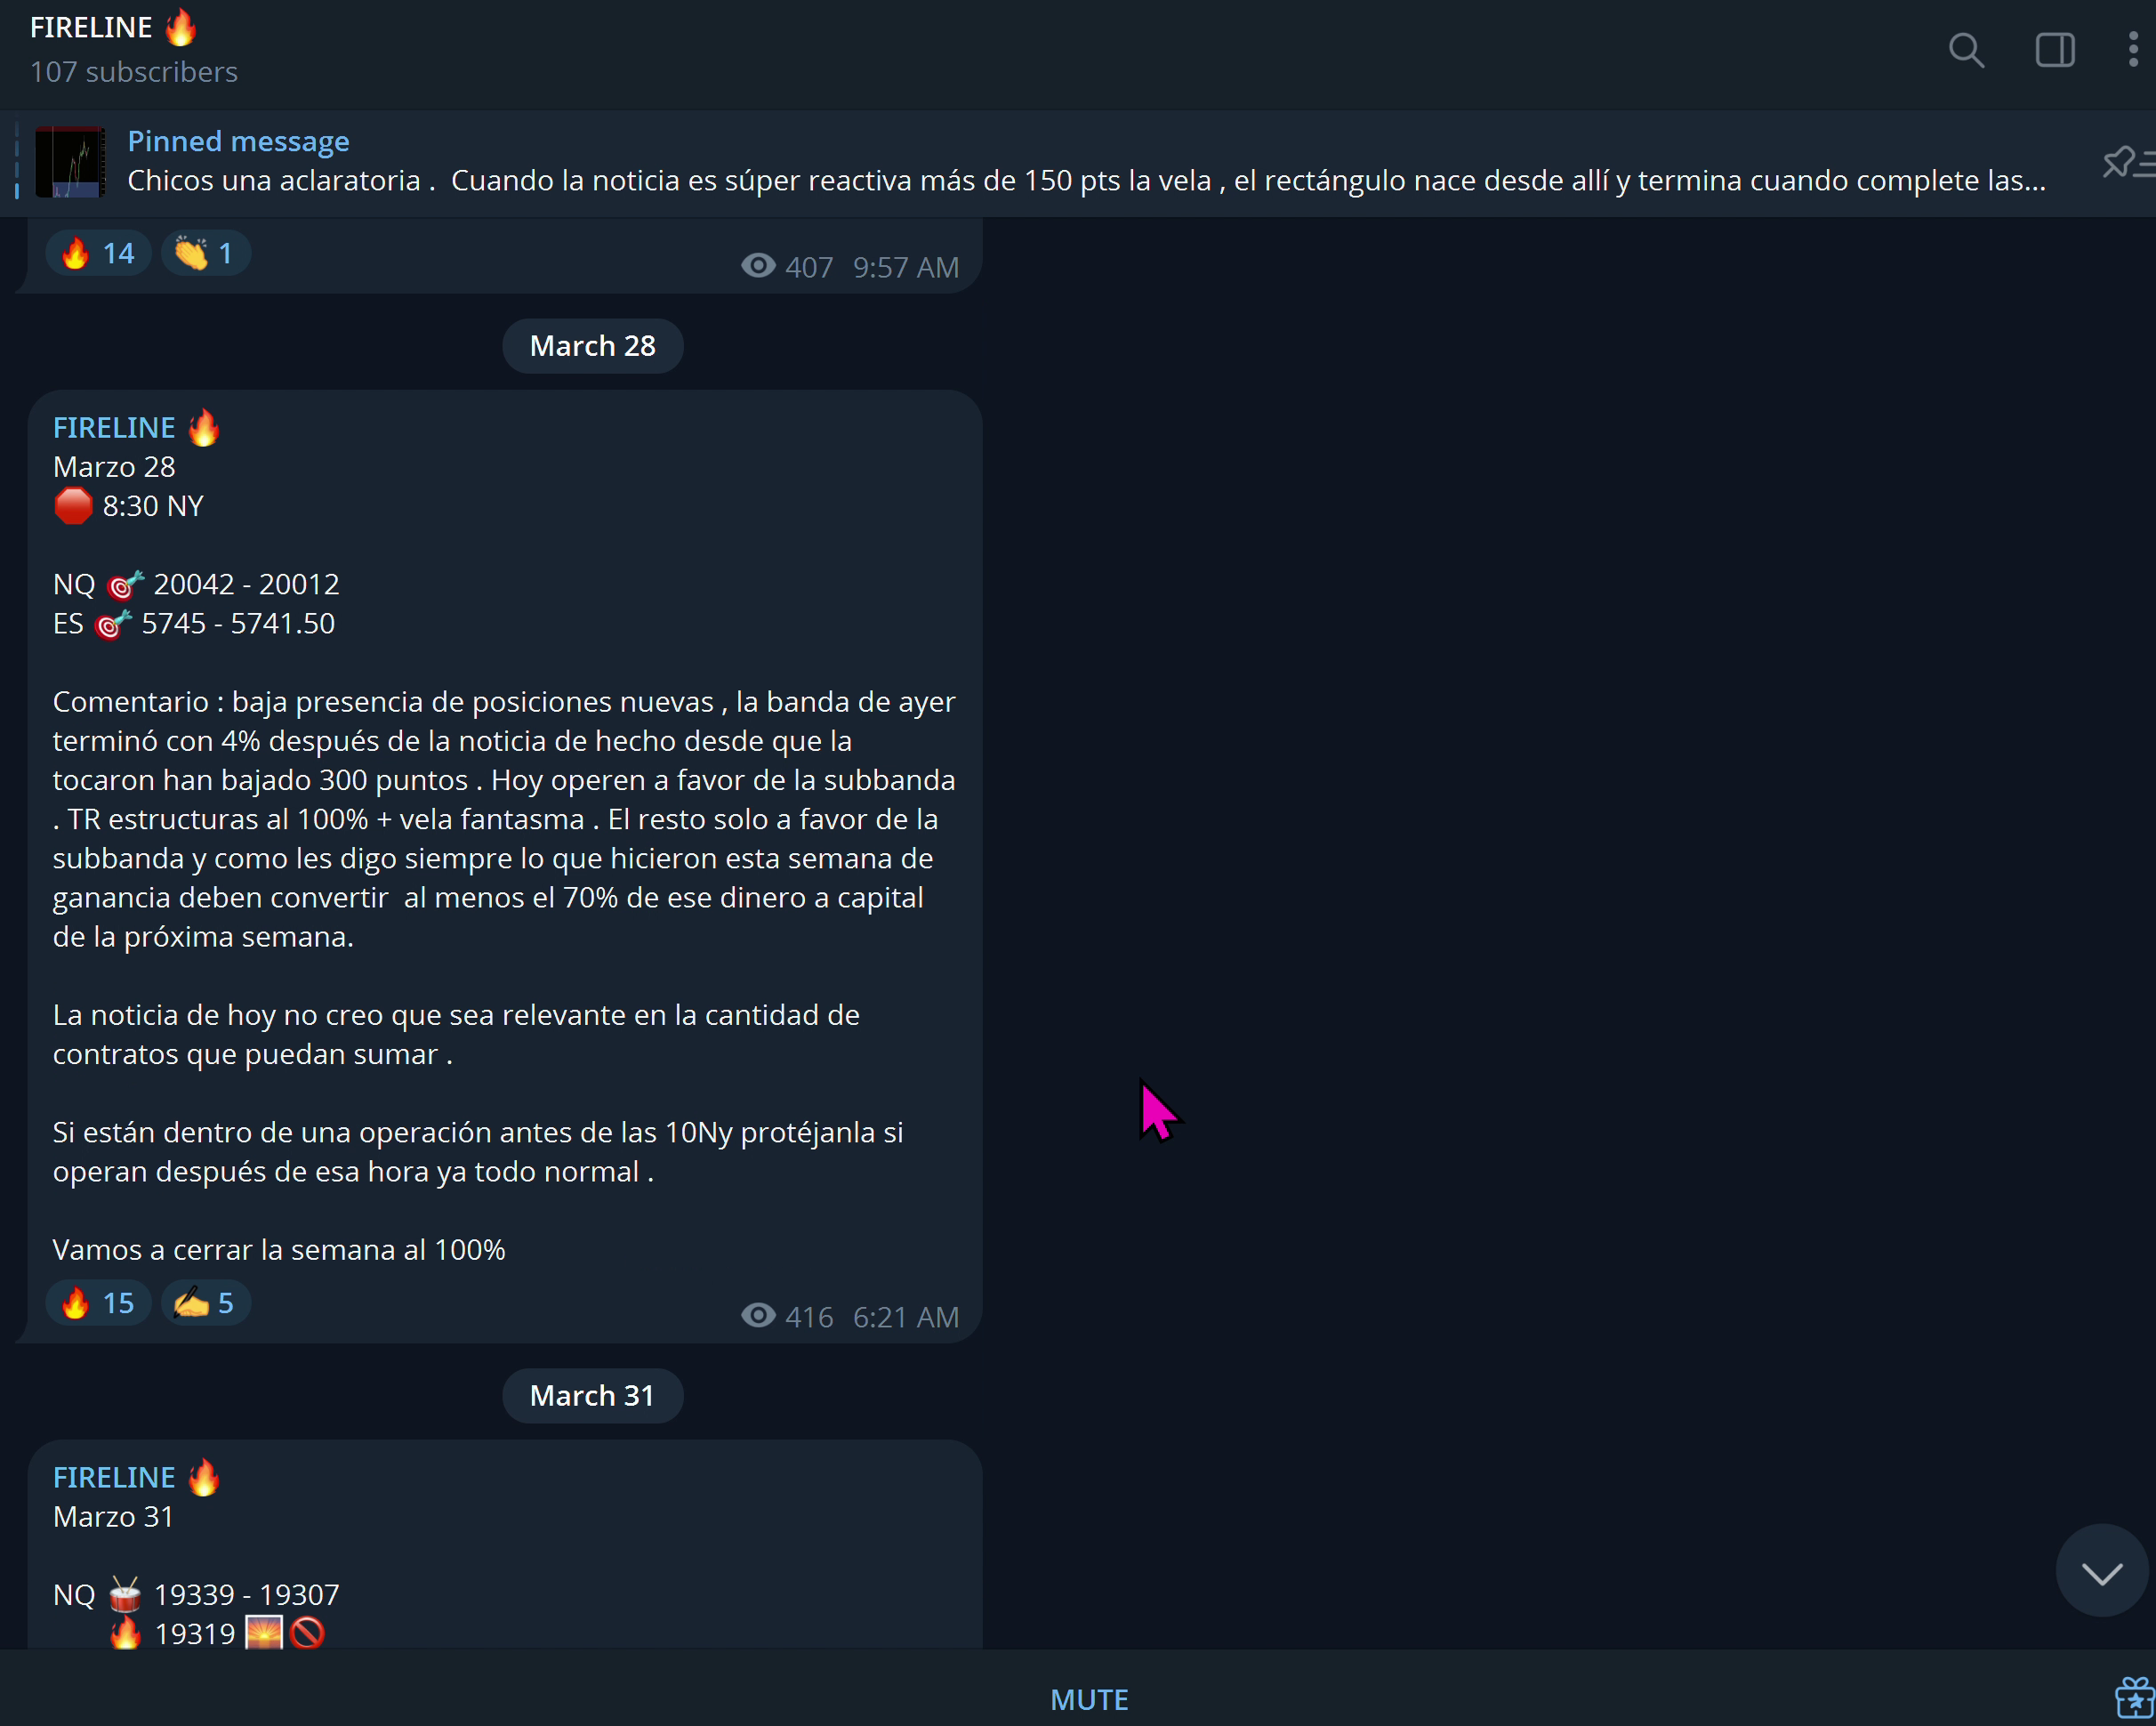 FIRELINE 🔥
107 subscribers
Pinned message
Chicos una aclaratoria .  Cuando la noticia es súper reactiva más de 150 pts la vela , el rectángulo nace desde allí y termina cuando complete las...
🔥 14 👏 1
407 9:57 AM
March 28
FIRELINE 🔥
Marzo 28
🛑 8:30 NY
NQ 🎯 20042 - 20012
ES 🎯 5745 - 5741.50
Comentario : baja presencia de posiciones nuevas , la banda de ayer
terminó con 4% después de la noticia de hecho desde que la
tocaron han bajado 300 puntos . Hoy operen a favor de la subbanda
. TR estructuras al 100% + vela fantasma . El resto solo a favor de la
subbanda y como les digo siempre lo que hicieron esta semana de
ganancia deben convertir  al menos el 70% de ese dinero a capital
de la próxima semana.
La noticia de hoy no creo que sea relevante en la cantidad de
contratos que puedan sumar .
Si están dentro de una operación antes de las 10Ny protéjanla si
operan después de esa hora ya todo normal .
Vamos a cerrar la semana al 100%
🔥 15 ✍ 5
416 6:21 AM
March 31
FIRELINE 🔥
Marzo 31
NQ 🥁 19339 - 19307
🔥 19319 🌅🚫
MUTE